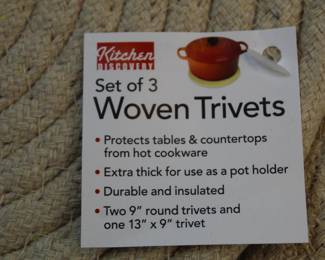 Kitchen
DISCOVERY
Set of 3
Woven Trivets
• Protects tables & countertops
from hot cookware
• Extra thick for use as a pot holder
• Durable and insulated
• Two 9” round trivets and
one 13” x 9” trivet